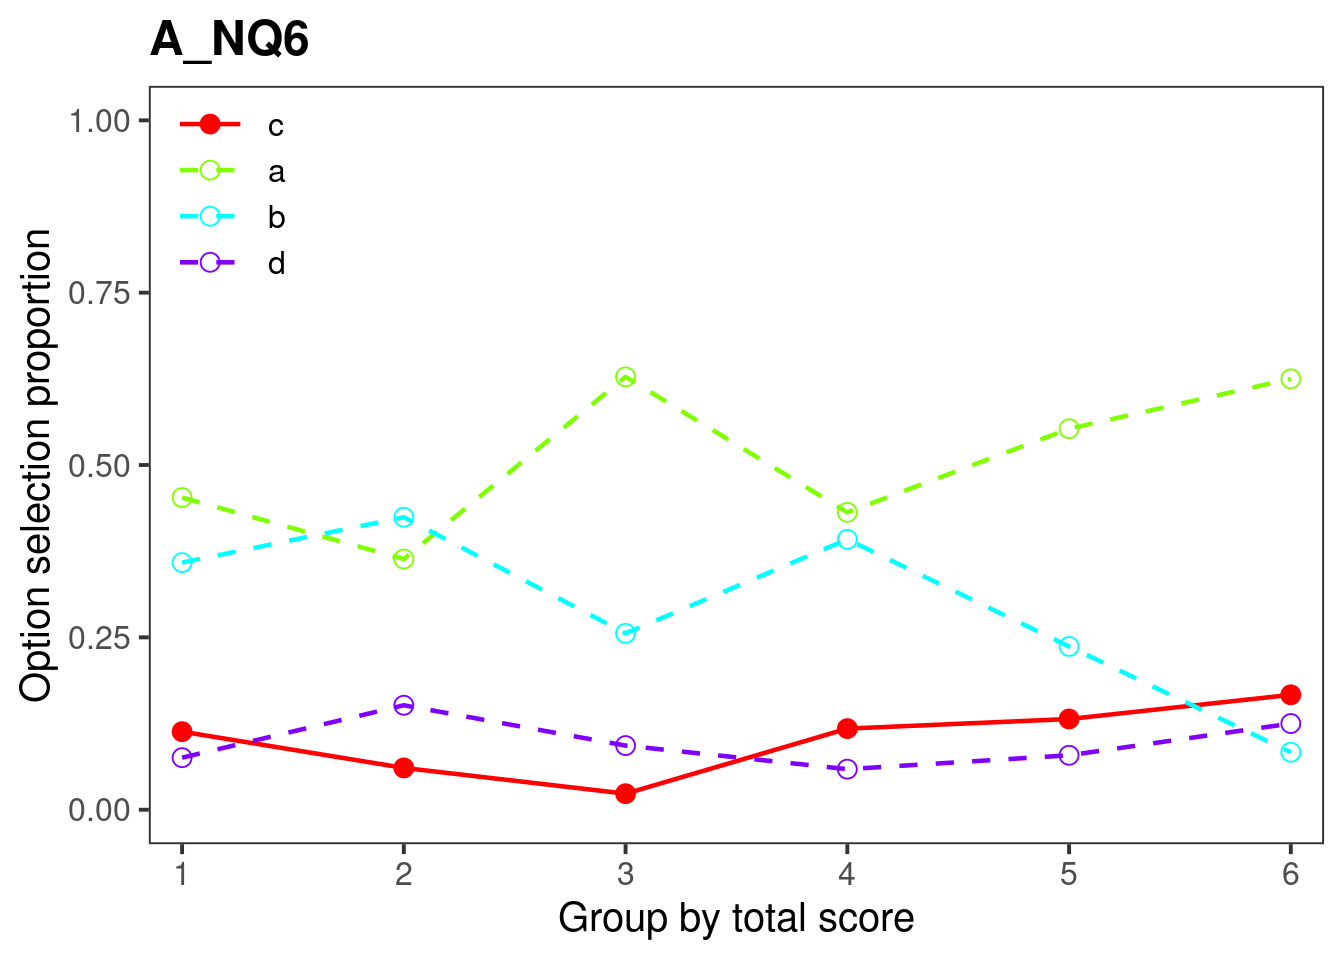 A_NQ6
1.00
0.75
0.50
0.25
0.00
Option selection proportion
c
a
b
d
1 2 3 4 5 6
Group by total score